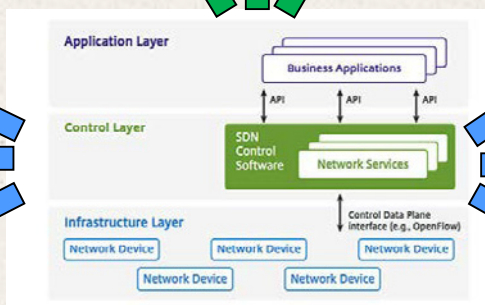 Application Layer
Business Applications
API API API
Control Layer
SDN
Control
Software
Network Services
Control Data Plane
interface (e.g., OpenFlow)
Infrastructure Layer
Network Device Network Device Network Device
Network Device Network Device